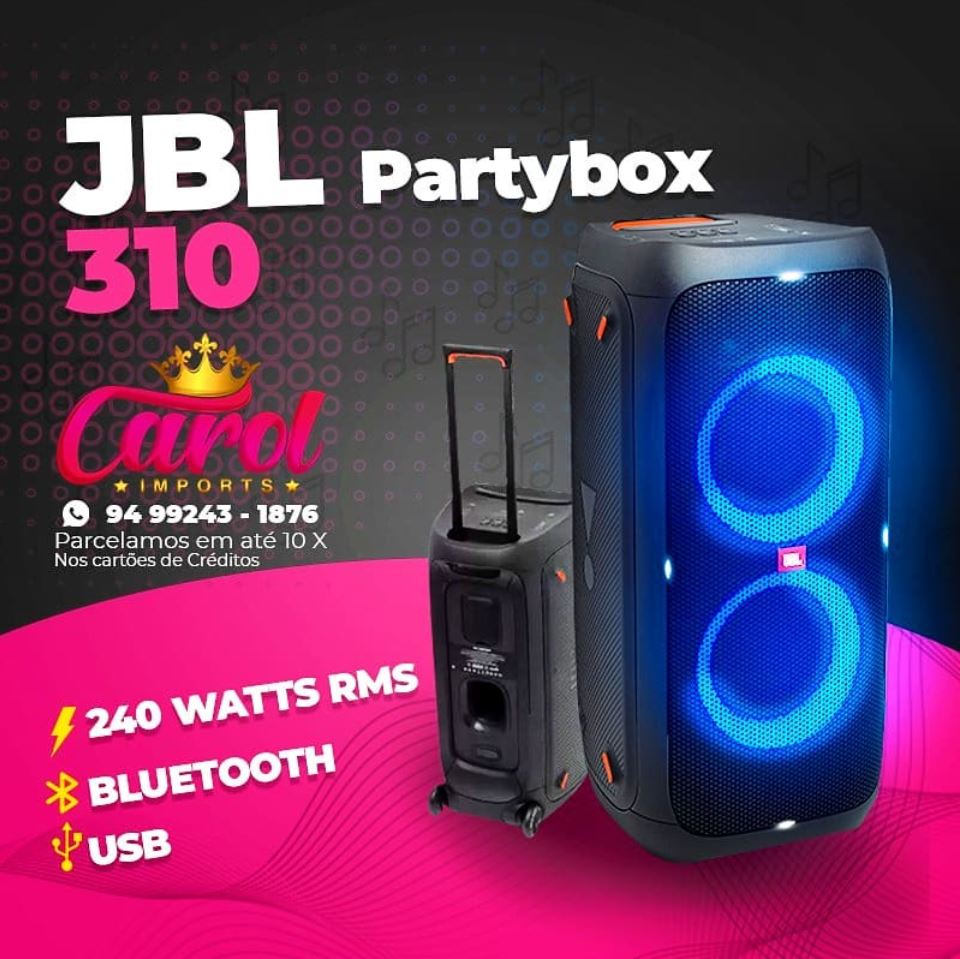 JBL Partybox
310
Carol
IMPORTS
94 99243 - 1876
Parcelamos em até 10 X
Nos cartões de Créditos
240 WATTS RMS
BLUETOOTH
USB
JBL